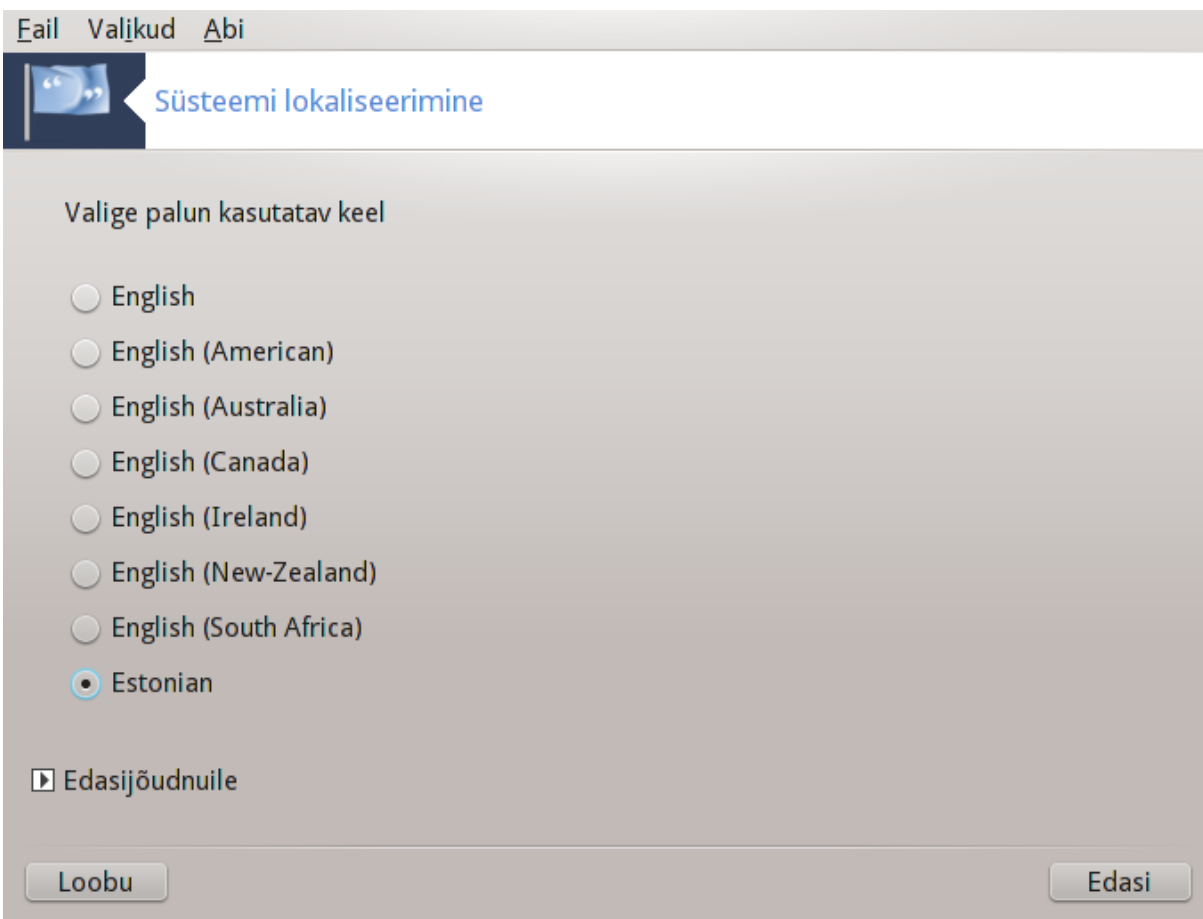 Fail Valikud Abi
Süsteemi lokaliseerimine
Valige palun kasutatav keel
English
English (American)
English (Australia)
English (Canada)
English (Ireland)
English (New-Zealand)
English (South Africa)
Estonian
Edasijõudnuile
Loobu Edasi